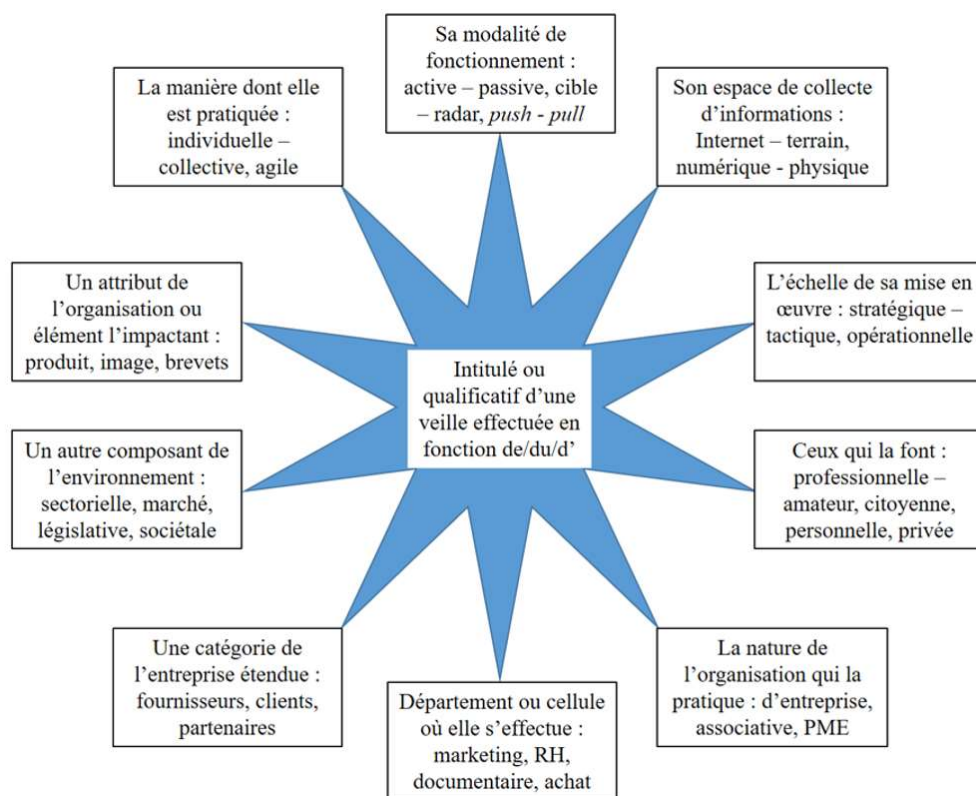 Sa modalité de
fonctionnement :
active – passive, cible
– radar, push - pull
La manière dont elle
est pratiquée :
individuelle –
collective, agile
Son espace de collecte
d’informations :
Internet – terrain,
numérique - physique
Un attribut de
l’organisation ou
élément l’impactant :
produit, image, brevets
L’échelle de sa mise en
œuvre : stratégique –
tactique, opérationnelle
Intitulé ou
qualificatif d’une
veille effectuée en
fonction de/du/d’
Un autre composant de
l’environnement :
sectorielle, marché,
législative, sociétale
Ceux qui la font :
professionnelle –
amateur, citoyenne,
personnelle, privée
Une catégorie de
l’entreprise étendue :
fournisseurs, clients,
partenaires
Département ou cellule
où elle s’effectue :
marketing, RH,
documentaire, achat
La nature de
l’organisation qui la
pratique : d’entreprise,
associative, PME